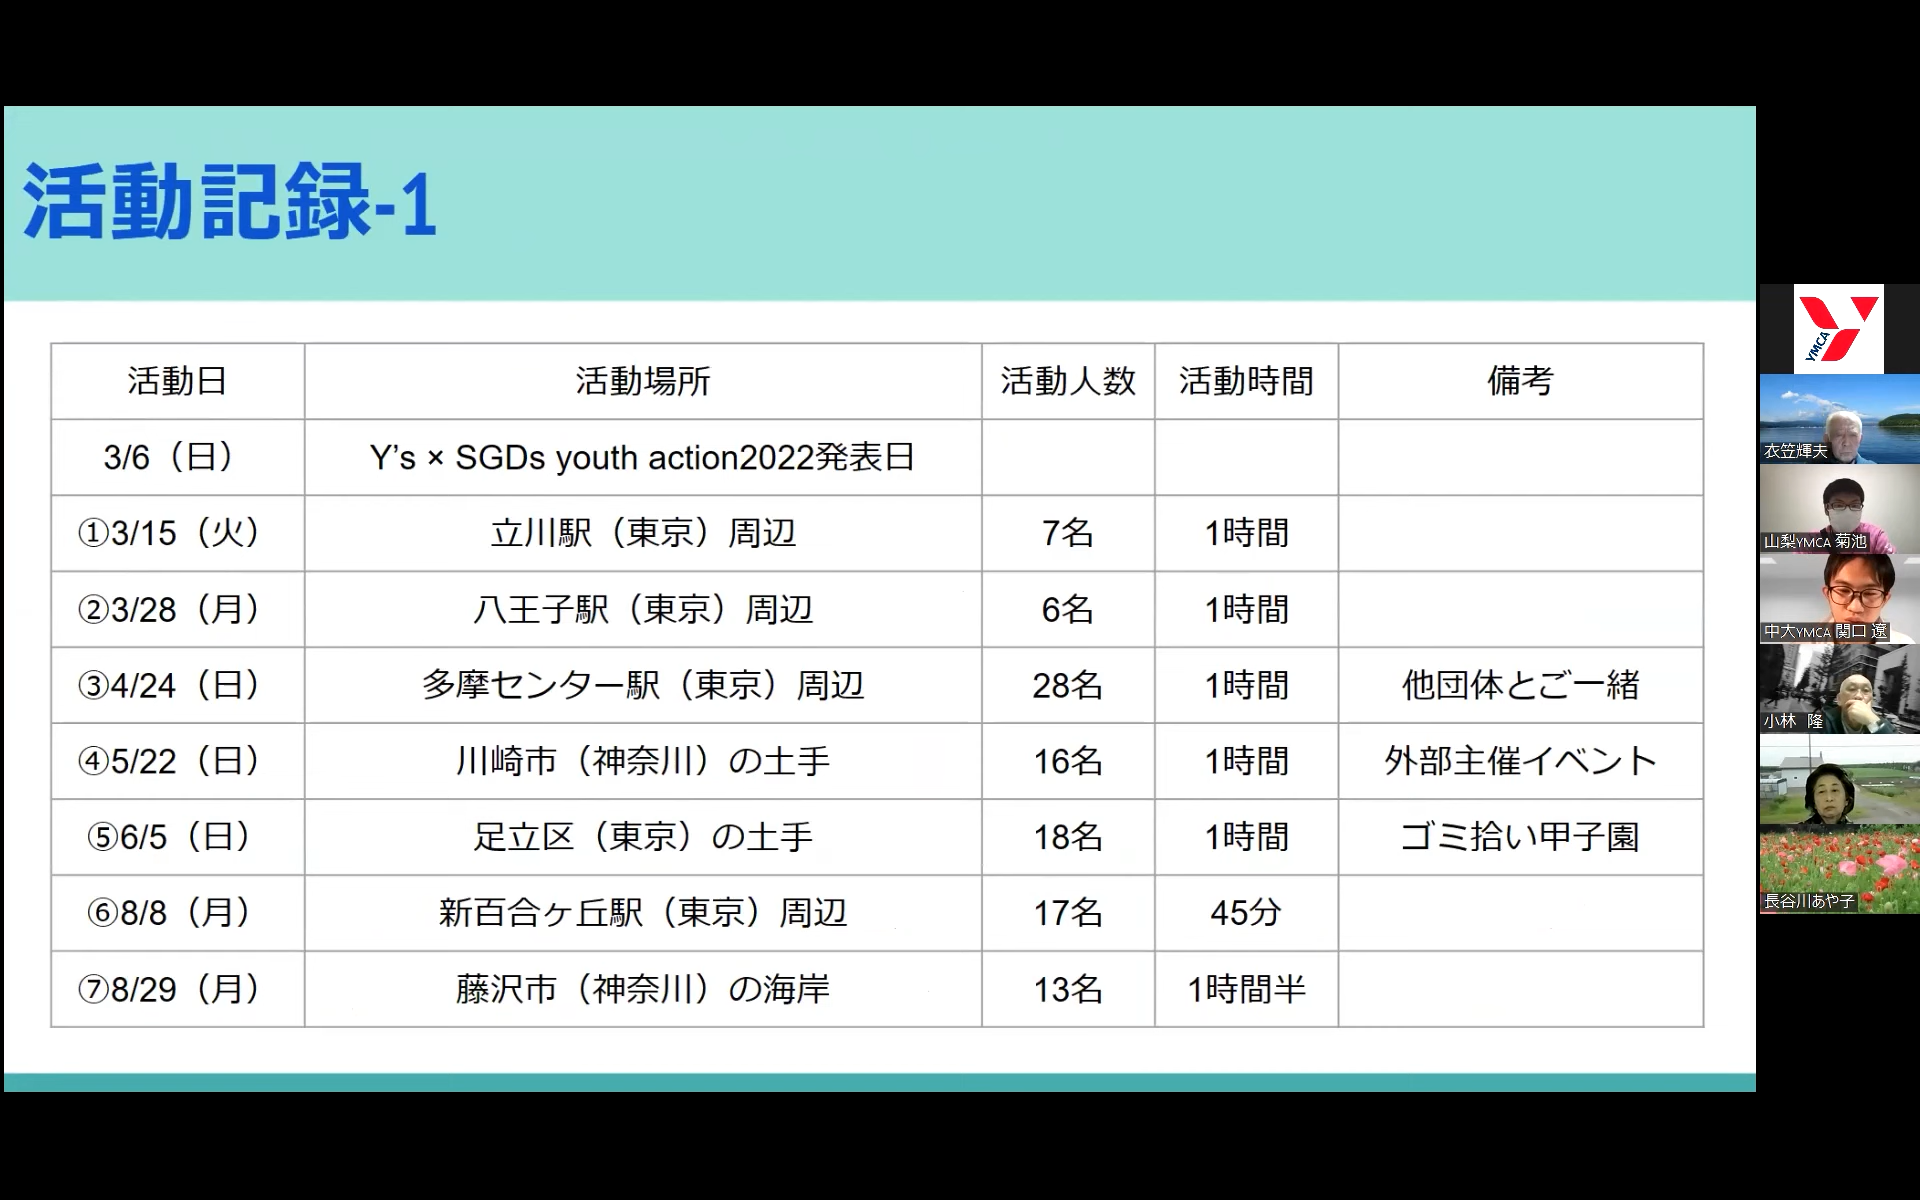 活動記録-1
活動日 活動場所 活動人数 活動時間 備考
3/6（日） Y’s × SGDs youth action2022発表日
①3/15（火） 立川駅（東京）周辺 7名 1時間
②3/28（月） 八王子駅（東京）周辺 6名 1時間
③4/24（日） 多摩センター駅（東京）周辺 28名 1時間 他団体とご一緒
④5/22（日） 川崎市（神奈川）の土手 16名 1時間 外部主催イベント
⑤6/5（日） 足立区（東京）の土手 18名 1時間 ゴミ拾い甲子園
⑥8/8（月） 新百合ヶ丘駅（東京）周辺 17名 45分
⑦8/29（月） 藤沢市（神奈川）の海岸 13名 1時間半
YMCA
衣笠輝夫
山梨YMCA 菊池
中大YMCA 関口 遼
小林 隆
長谷川あや子